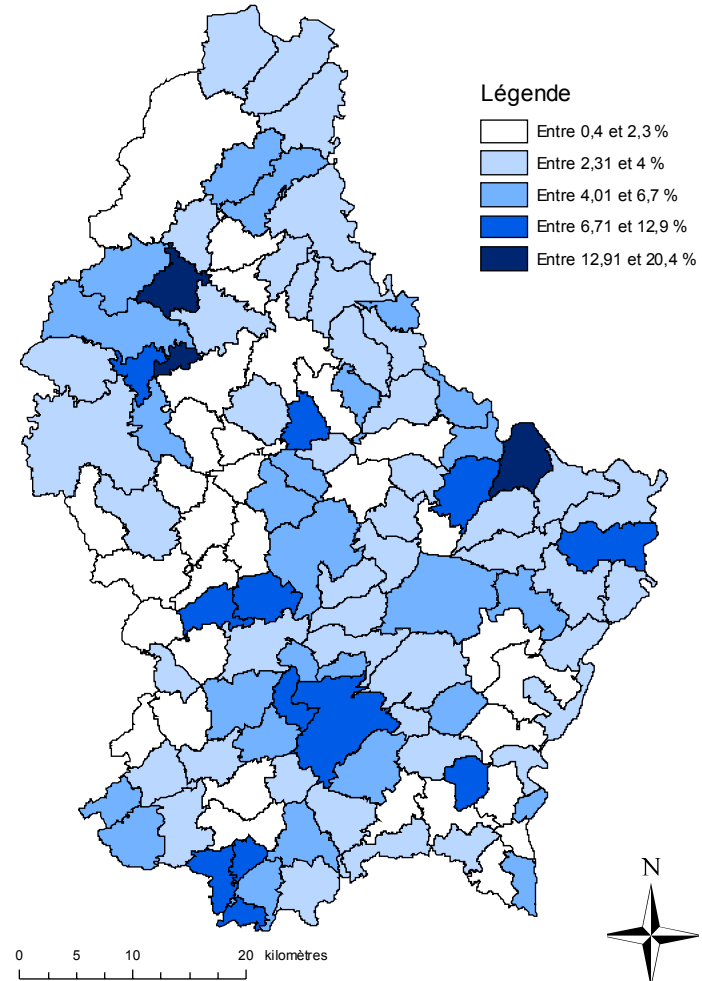 Légende
Entre 0,4 et 2,3 %
Entre 2,31 et 4 %
Entre 4,01 et 6,7 %
Entre 6,71 et 12,9 %
Entre 12,91 et 20,4 %
N
0 5 10 20 kilomètres